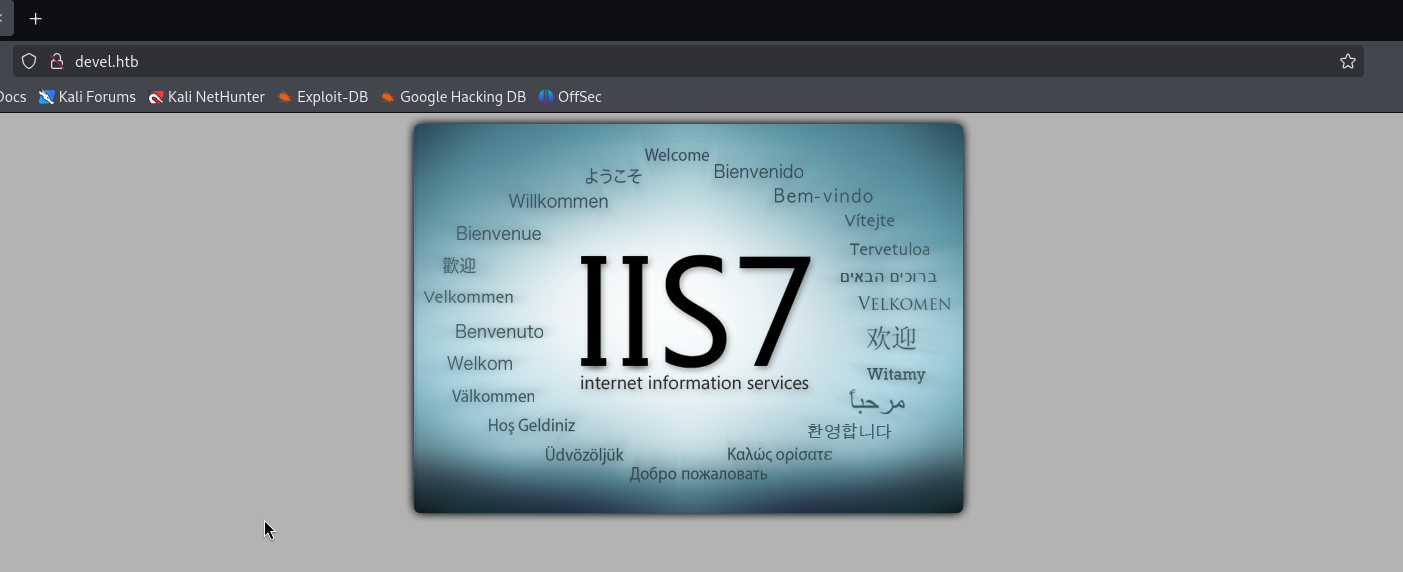 devel.htb
Docs Kali Forums Kali NetHunter Exploit-DB Google Hacking DB OffSec
Welcome
ようこそ Bienvenido
Willkommen Bem-vindo
Bienvenue Vítejte
歡迎 Tervetuloa
ברוכים הבאים
Velkommen VELKOMEN
IIS7
Benvenuto 欢迎
Welkom Witamy
internet information services
Välkommen مرحباً
Hoş Geldiniz 환영합니다
Üdvözöljük Καλώς ορίσατε
Добро пожаловать